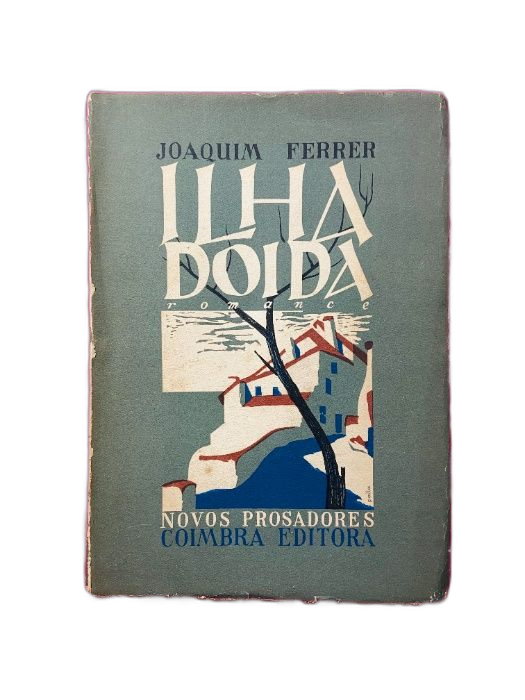 JOAQUIM FERRER
ILHA
DOIDA
romance
NOVOS PROSADORES
COIMBRA EDITORA